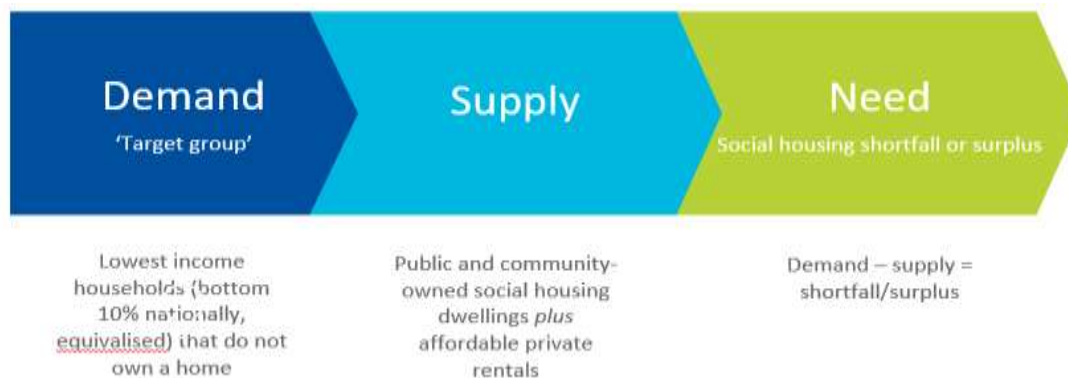 Demand
'Target group'
Supply
Need
Social housing shortfall or surplus
Lowest income
households (bottom
10% nationally,
equivalised) that do not
own a home
Public and community-
owned social housing
dwellings plus
affordable private
rentals
Demand – supply =
shortfall/surplus